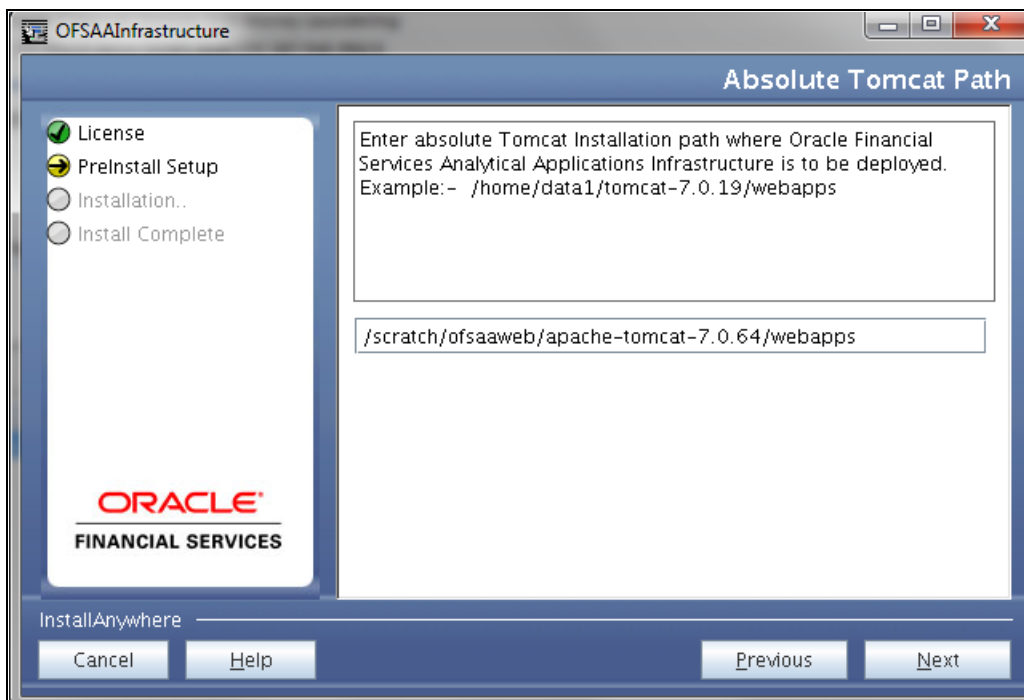 OFSAAInfrastructure
Absolute Tomcat Path
License
PreInstall Setup
Installation..
Install Complete
ORACLE
FINANCIAL SERVICES
Enter absolute Tomcat Installation path where Oracle Financial
Services Analytical Applications Infrastructure is to be deployed.
Example:- /home/data1/tomcat-7.0.19/webapps
/scratch/ofsaaweb/apache-tomcat-7.0.64/webapps
InstallAnywhere
Cancel
Help
Previous
Next